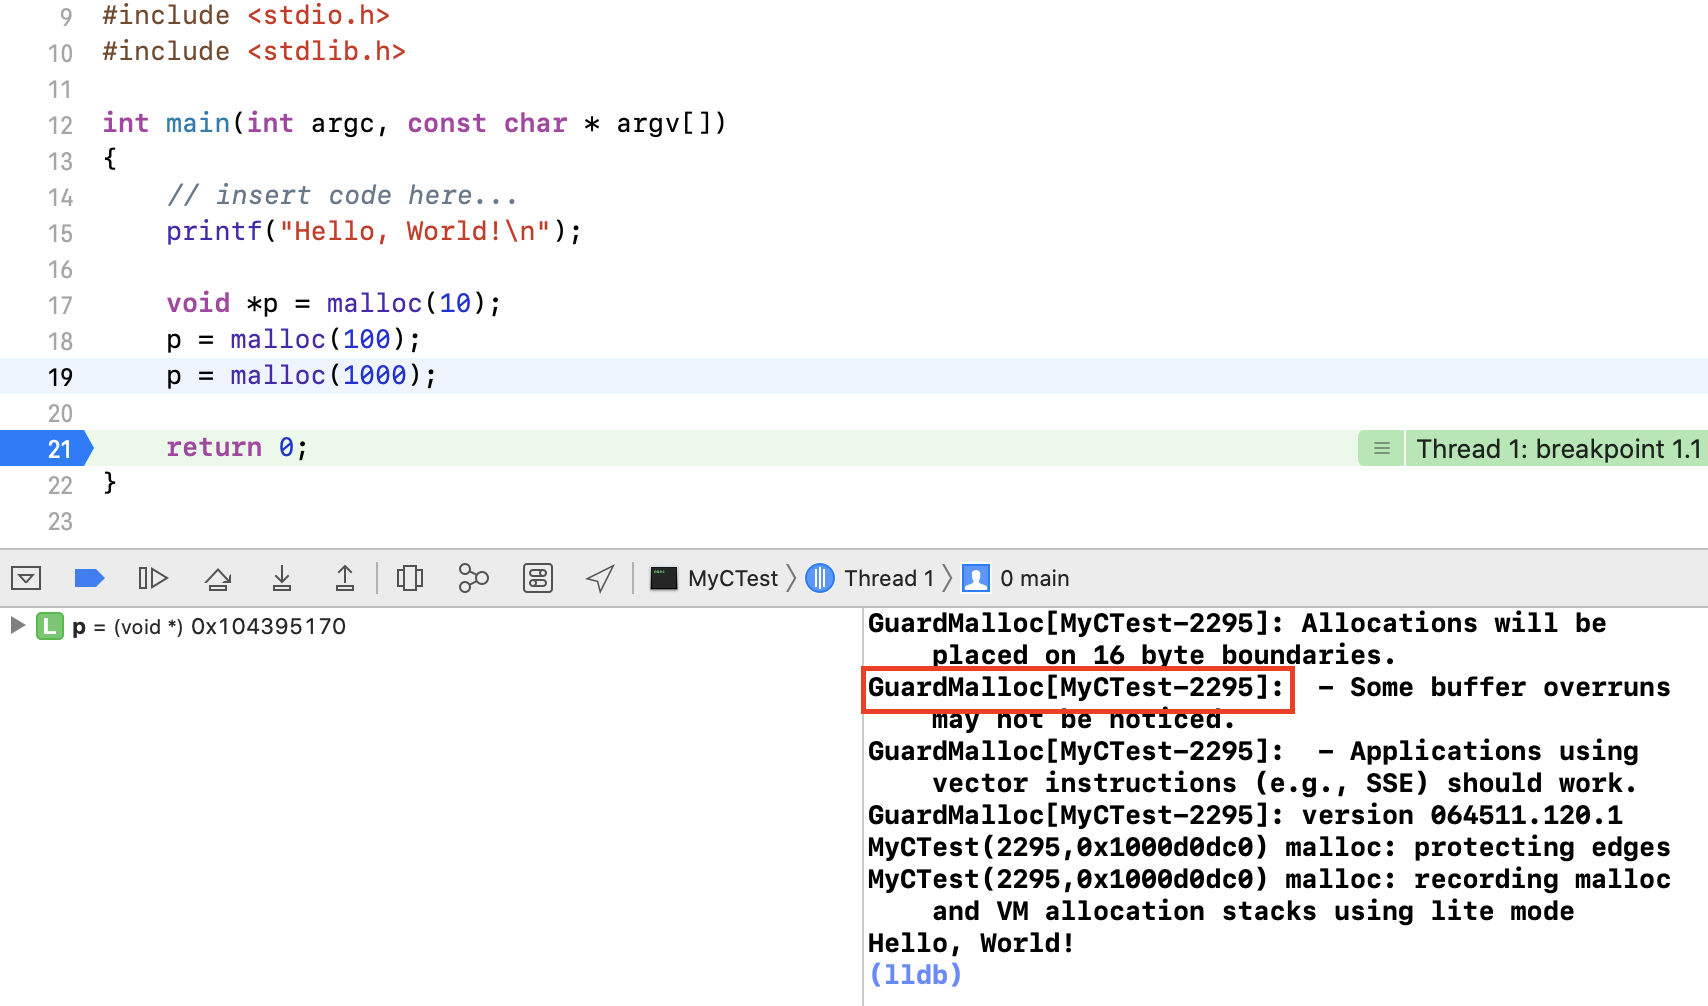 9 #include <stdio.h>
10 #include <stdlib.h>
11
12 int main(int argc, const char * argv[])
13 {
14     // insert code here...
15     printf("Hello, World!\n");
16
17     void *p = malloc(10);
18     p = malloc(100);
19     p = malloc(1000);
20
21     return 0;    Thread 1: breakpoint 1.1
22 }
23
MyCTest 〉 Thread 1 〉 0 main
L p = (void *) 0x104395170
GuardMalloc[MyCTest-2295]: Allocations will be
    placed on 16 byte boundaries.
GuardMalloc[MyCTest-2295]:  - Some buffer overruns
    may not be noticed.
GuardMalloc[MyCTest-2295]:  - Applications using
    vector instructions (e.g., SSE) should work.
GuardMalloc[MyCTest-2295]: version 064511.120.1
MyCTest(2295,0x1000d0dc0) malloc: protecting edges
MyCTest(2295,0x1000d0dc0) malloc: recording malloc
    and VM allocation stacks using lite mode
Hello, World!
(lldb)